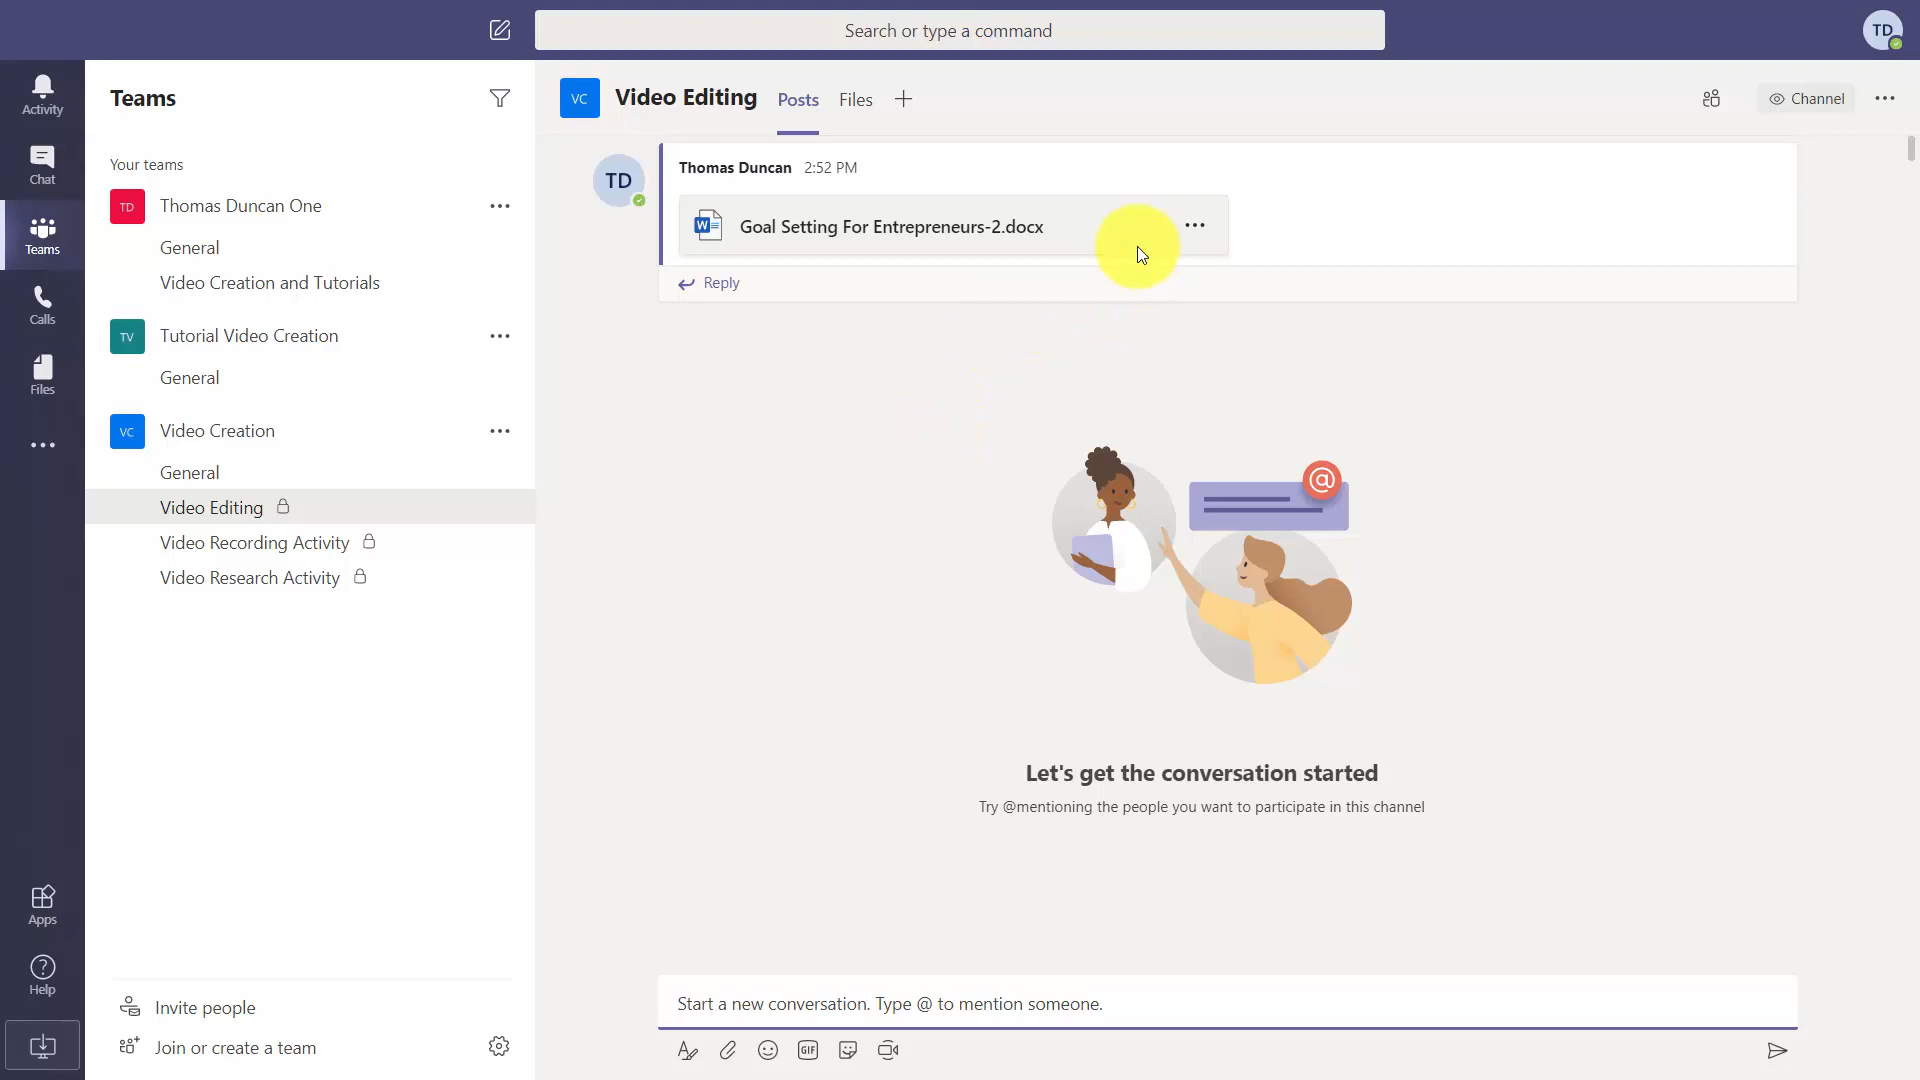 Search or type a command
TD
Activity
Chat
Teams
Calls
Files
Apps
Help
Teams
Your teams
TD Thomas Duncan One
General
Video Creation and Tutorials
TV Tutorial Video Creation
General
VC Video Creation
General
Video Editing
Video Recording Activity
Video Research Activity
Invite people
Join or create a team
VC Video Editing Posts Files
Channel
TD
Thomas Duncan 2:52 PM
W Goal Setting For Entrepreneurs-2.docx
Reply
@
Let's get the conversation started
Try @mentioning the people you want to participate in this channel
Start a new conversation. Type @ to mention someone.
GIF